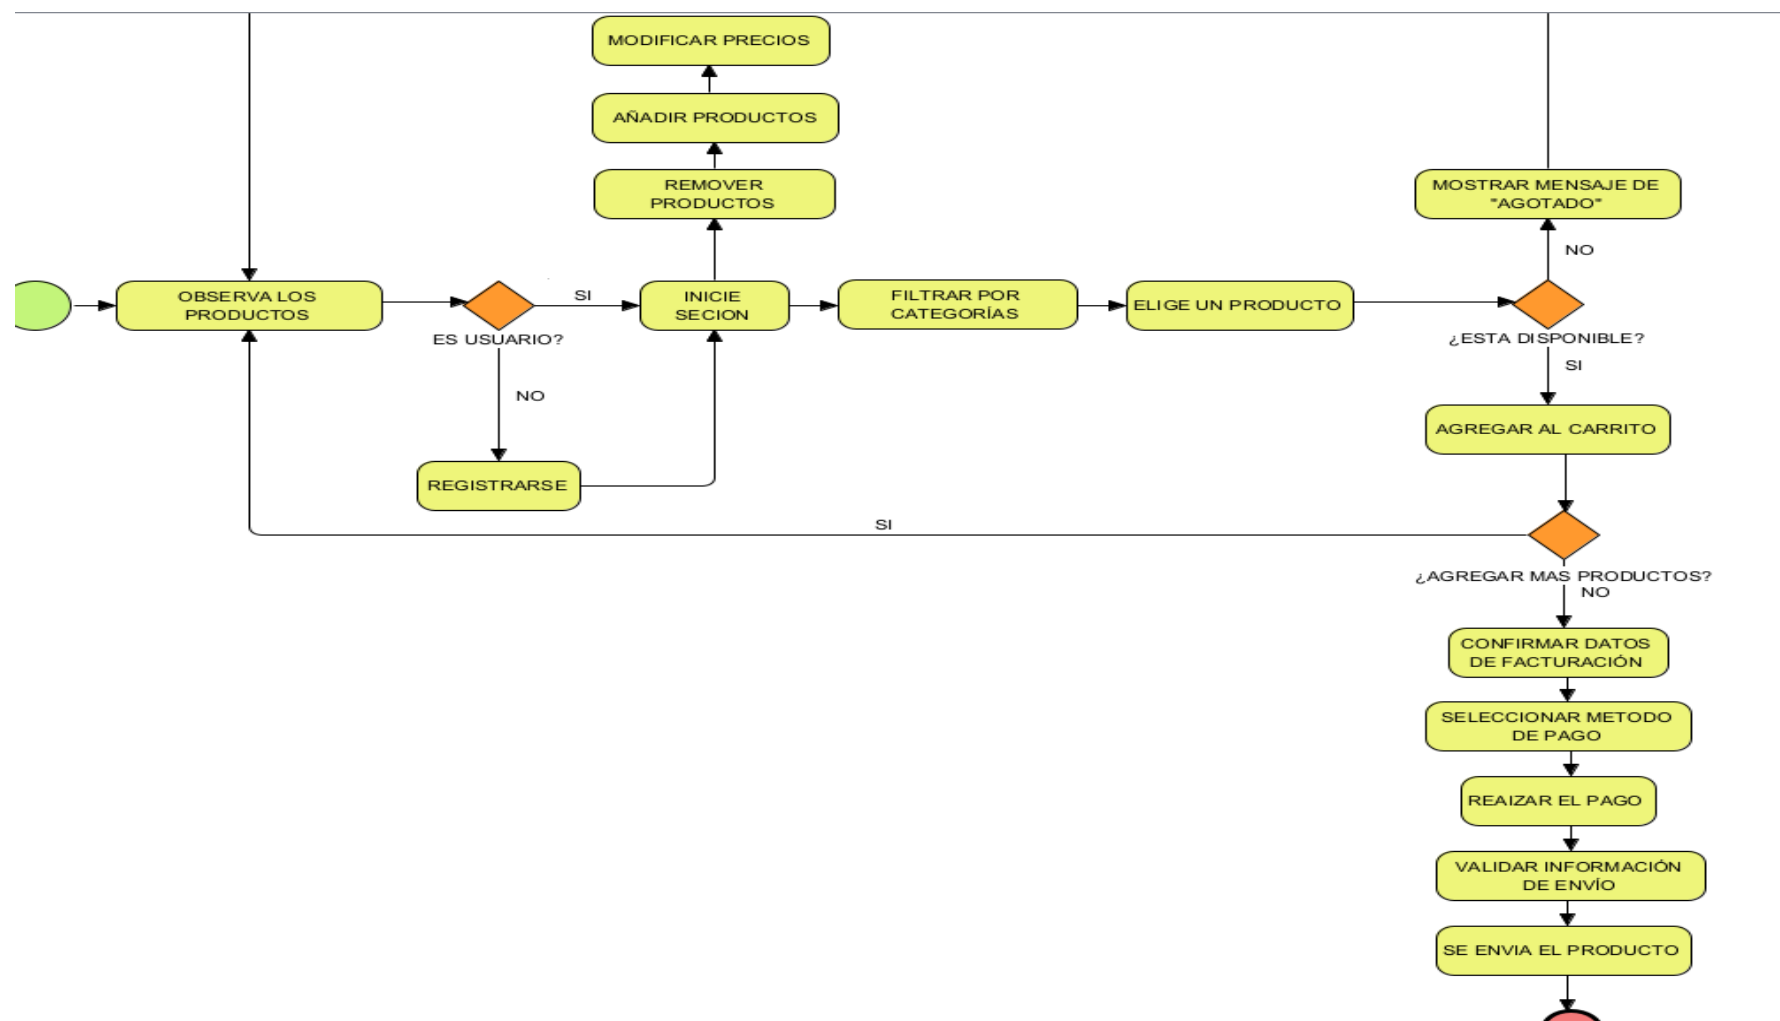 MODIFICAR PRECIOS
AÑADIR PRODUCTOS
REMOVER
PRODUCTOS
MOSTRAR MENSAJE DE
"AGOTADO"
NO
OBSERVA LOS
PRODUCTOS
ES USUARIO?
SI
INICIE
SECION
FILTRAR POR
CATEGORÍAS
ELIGE UN PRODUCTO
¿ESTA DISPONIBLE?
SI
NO
AGREGAR AL CARRITO
REGISTRARSE
SI
¿AGREGAR MAS PRODUCTOS?
NO
CONFIRMAR DATOS
DE FACTURACIÓN
SELECCIONAR METODO
DE PAGO
REAIZAR EL PAGO
VALIDAR INFORMACIÓN
DE ENVÍO
SE ENVIA EL PRODUCTO